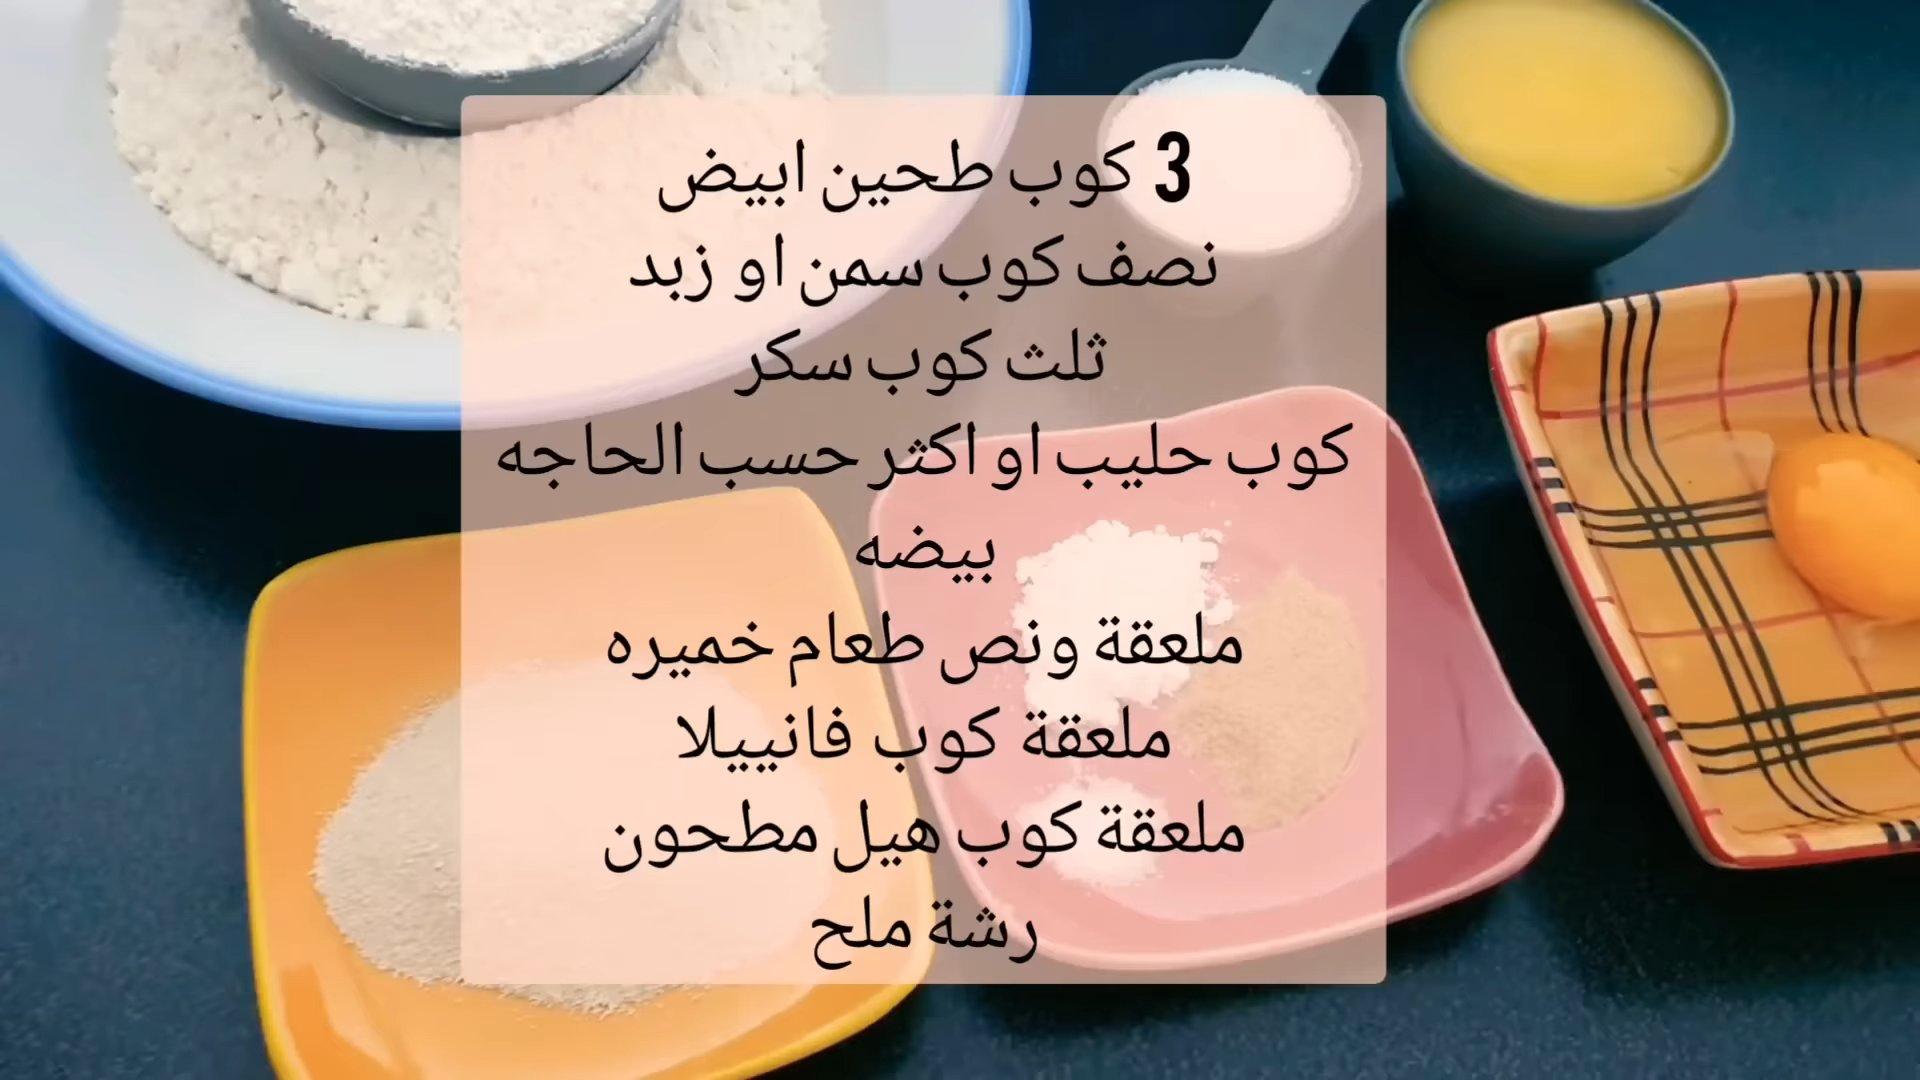 3 كوب طحين ابيض
نصف كوب سمن او زبد
ثلث كوب سكر
كوب حليب او اكثر حسب الحاجه
بيضه
ملعقة ونص طعام خميره
ملعقة كوب فانييلا
ملعقة كوب هيل مطحون
رشة ملح